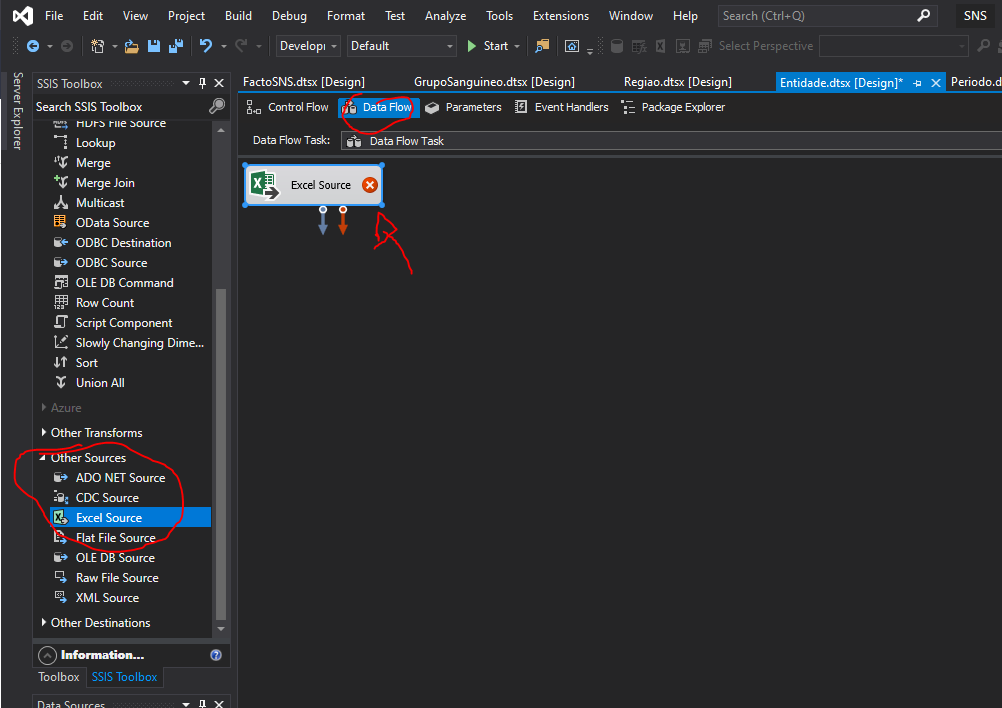 File Edit View Project Build Debug Format Test Analyze Tools Extensions Window Help Search (Ctrl+Q) SNS
Developi Default Start Select Perspective
Server Explorer
SSIS Toolbox
Search SSIS Toolbox
HDFS File Source
Lookup
Merge
Merge Join
Multicast
OData Source
ODBC Destination
ODBC Source
OLE DB Command
Row Count
Script Component
Slowly Changing Dime...
Sort
Union All
Azure
Other Transforms
Other Sources
ADO NET Source
CDC Source
Excel Source
Flat File Source
OLE DB Source
Raw File Source
XML Source
Other Destinations
Information...
Toolbox SSIS Toolbox
Data Sources
FactoSNS.dtsx [Design] GrupoSanguineo.dtsx [Design] Regiao.dtsx [Design] Entidade.dtsx [Design]* Periodo.d
Control Flow Data Flow Parameters Event Handlers Package Explorer
Data Flow Task: Data Flow Task
Excel Source